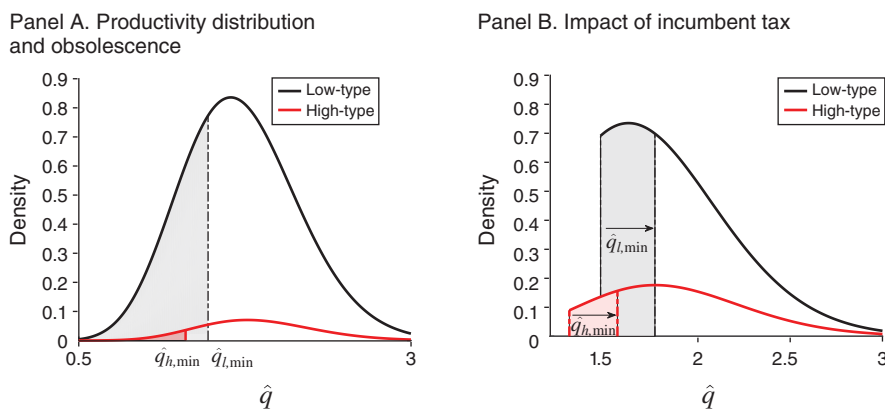 Panel A. Productivity distribution
and obsolescence
0.9
0.8
0.7
0.6
0.5
0.4
0.3
0.2
0.1
0
Density
Low-type
High-type
0.5
q̂h,min
q̂l,min
3
q̂
Panel B. Impact of incumbent tax
0.9
0.8
0.7
0.6
0.5
0.4
0.3
0.2
0.1
0
Density
Low-type
High-type
q̂l,min
q̂h,min
1.5
2
2.5
3
q̂